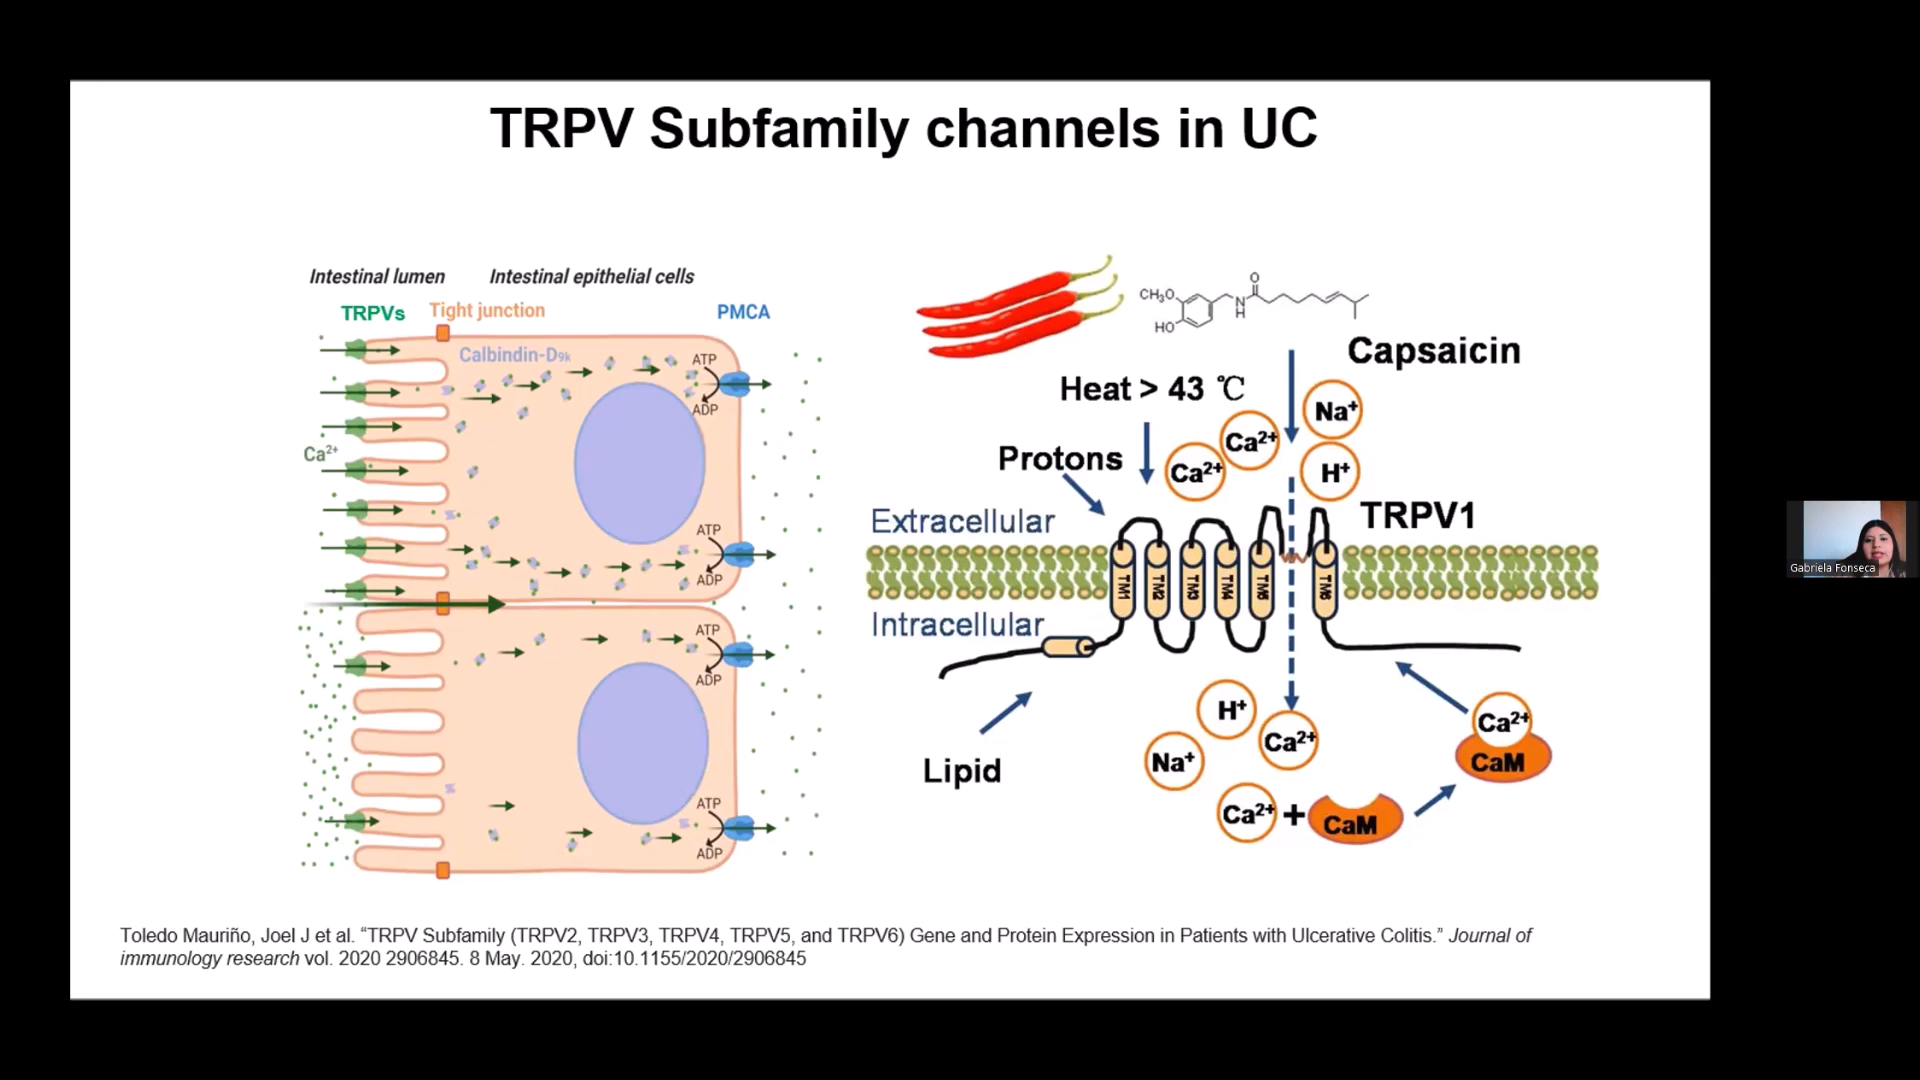 TRPV Subfamily channels in UC
Intestinal lumen
Intestinal epithelial cells
TRPVs
Tight junction
PMCA
Calbindin-D9k
ATP
ADP
Ca²⁺
ATP
ADP
ATP
ADP
ATP
ADP
CH₃O
HO
N
H
O
Capsaicin
Heat > 43 ℃
Na⁺
Ca²⁺
Protons
Ca²⁺
H⁺
Extracellular
TRPV1
TM1
TM2
TM3
TM4
TM5
TM6
Intracellular
H⁺
Ca²⁺
Na⁺
Lipid
Ca²⁺
CaM
Ca²⁺ + CaM
Gabriela Fonseca
Toledo Mauriño, Joel J et al. “TRPV Subfamily (TRPV2, TRPV3, TRPV4, TRPV5, and TRPV6) Gene and Protein Expression in Patients with Ulcerative Colitis.” Journal of
immunology research vol. 2020 2906845. 8 May. 2020, doi:10.1155/2020/2906845